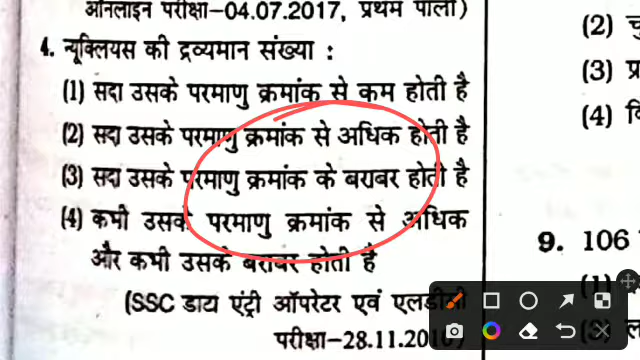 ऑनलाइन परीक्षा-04.07.2017, प्रथम पाली)
4. न्यूक्लियस की द्रव्यमान संख्या :
(1) सदा उसके परमाणु क्रमांक से कम होती है
(2) सदा उसके परमाणु क्रमांक से अधिक होती है
(3) सदा उसके परमाणु क्रमांक के बराबर होती है
(4) कभी उसके परमाणु क्रमांक से अधिक
और कभी उसके बराबर होती है
(SSC डाटा एंट्री ऑपरेटर एवं एलडीसी
परीक्षा-28.11.2010)
(2)
(3)
(4)
9. 106